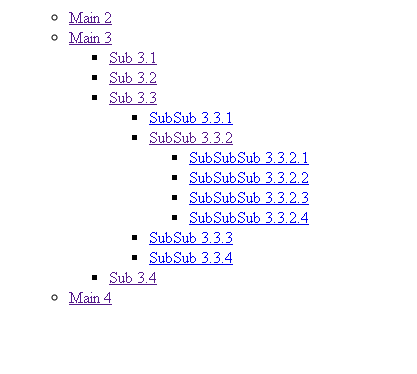 Main 2
Main 3
Sub 3.1
Sub 3.2
Sub 3.3
SubSub 3.3.1
SubSub 3.3.2
SubSubSub 3.3.2.1
SubSubSub 3.3.2.2
SubSubSub 3.3.2.3
SubSubSub 3.3.2.4
SubSub 3.3.3
SubSub 3.3.4
Sub 3.4
Main 4